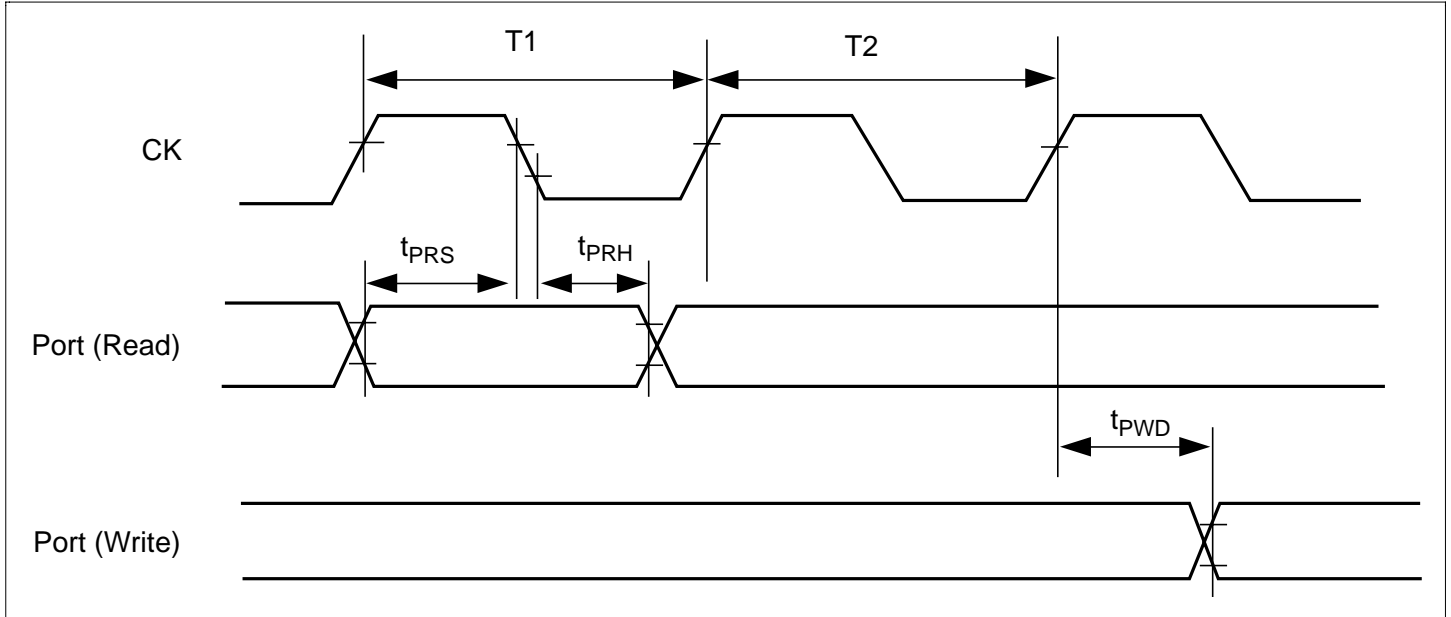 T1
T2
CK
tPRS
tPRH
Port (Read)
tPWD
Port (Write)